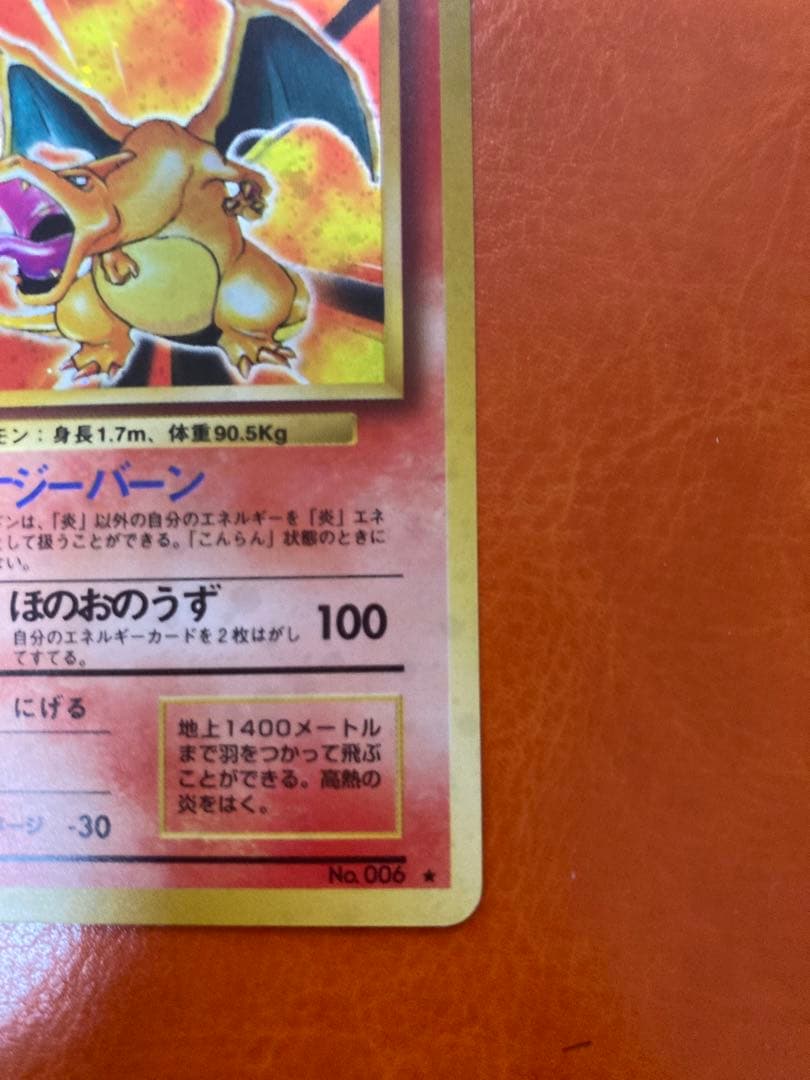 モン：身長1.7m、体重90.5Kg
ージーバーン
ドンは、「炎」以外の自分のエネルギーを「炎」エネ
として扱うことができる。「こんらん」状態のときに
ない。
ほのおのうず 100
自分のエネルギーカードを2枚はがし
てすてる。
にげる
地上1400メートル
まで羽をつかって飛ぶ
ことができる。高熱の
炎をはく。
メージ -30
No.006 ★